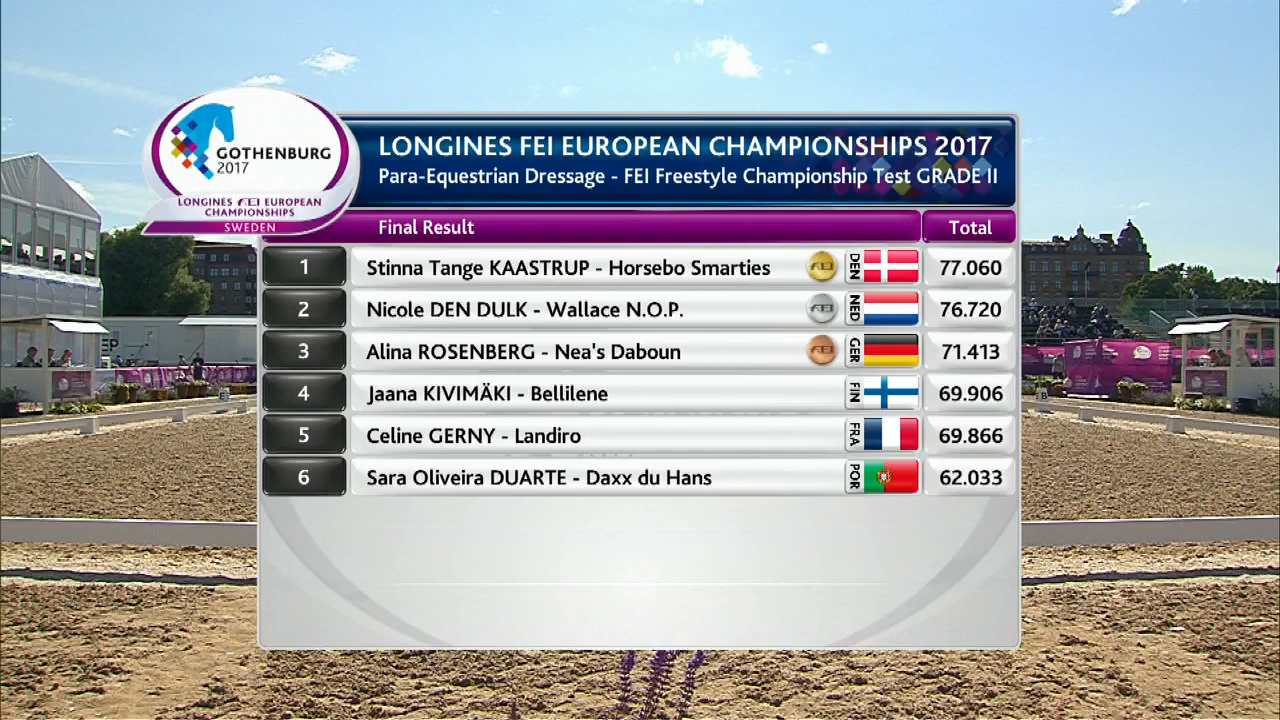 GOTHENBURG
2017
LONGINES FEI EUROPEAN
CHAMPIONSHIPS
SWEDEN
LONGINES FEI EUROPEAN CHAMPIONSHIPS 2017
Para-Equestrian Dressage - FEI Freestyle Championship Test GRADE II
Final Result Total
1 Stinna Tange KAASTRUP - Horsebo Smarties FEI DEN 77.060
2 Nicole DEN DULK - Wallace N.O.P. FEI NED 76.720
3 Alina ROSENBERG - Nea's Daboun FEI GER 71.413
4 Jaana KIVIMÄKI - Bellilene FIN 69.906
5 Celine GERNY - Landiro FRA 69.866
6 Sara Oliveira DUARTE - Daxx du Hans POR 62.033
E
B